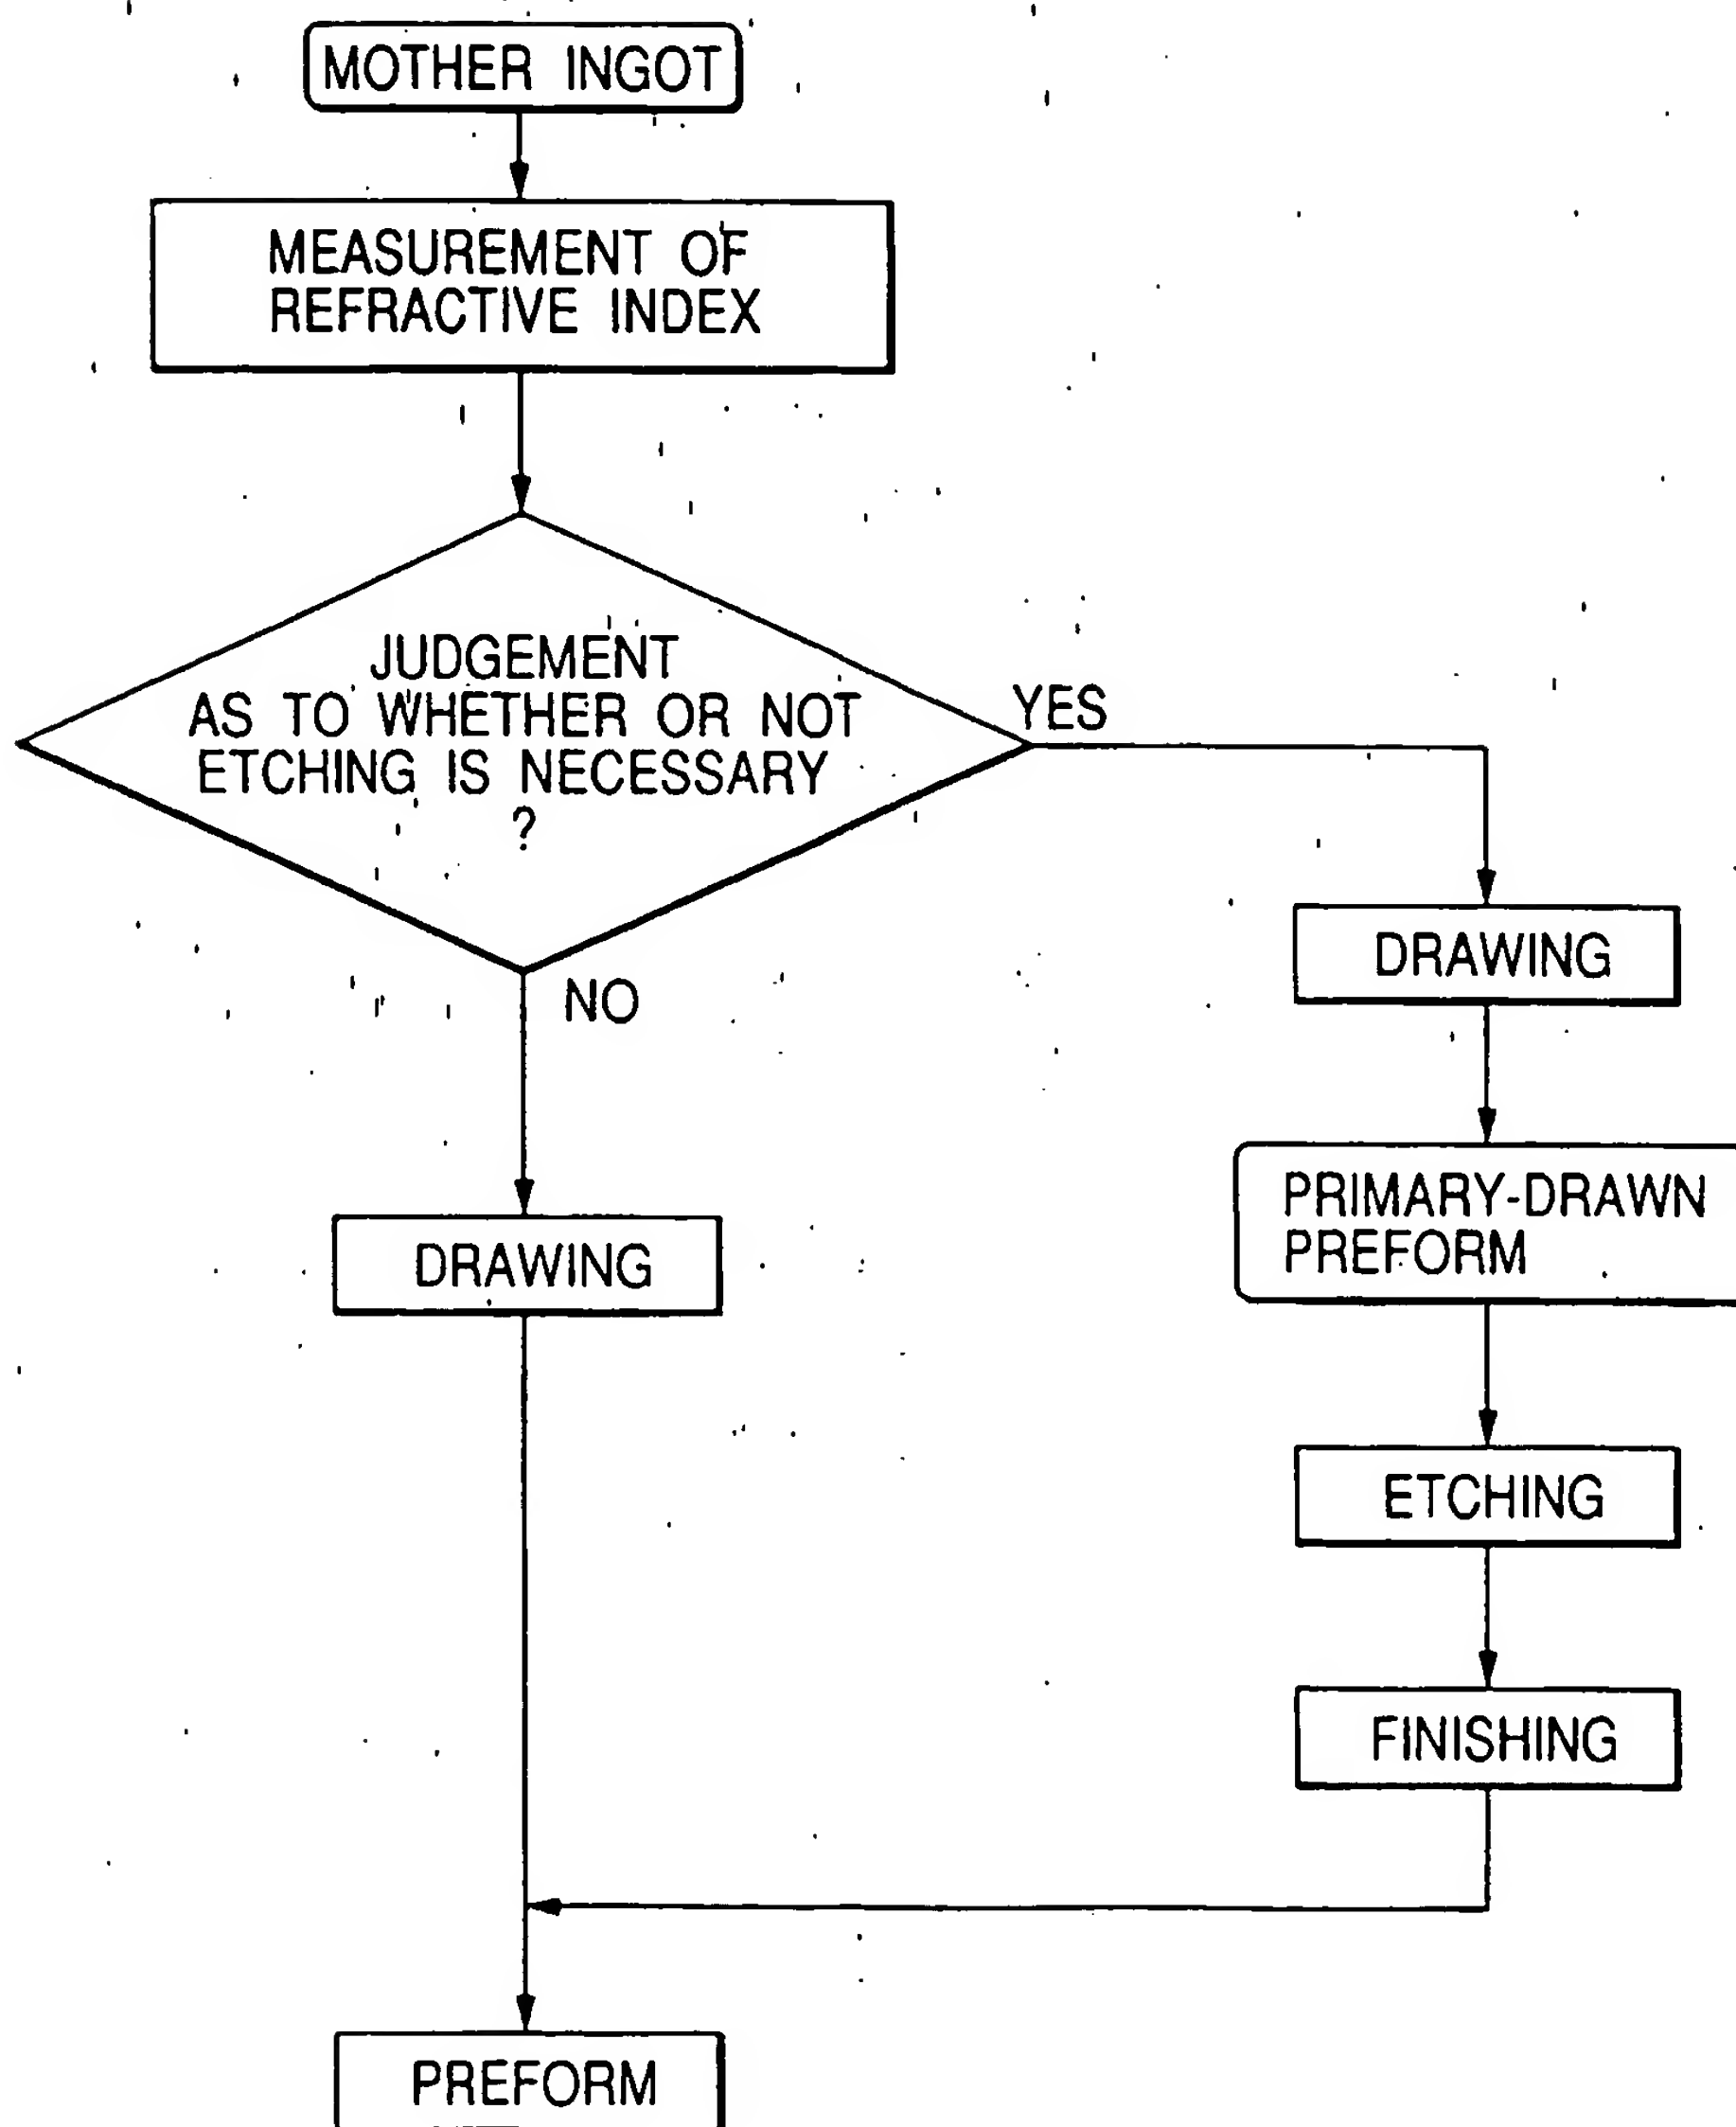 MOTHER INGOT
MEASUREMENT OF
REFRACTIVE INDEX
JUDGEMENT
AS TO WHETHER OR NOT
ETCHING IS NECESSARY
?
YES
NO
DRAWING
DRAWING
PRIMARY-DRAWN
PREFORM
ETCHING
FINISHING
PREFORM